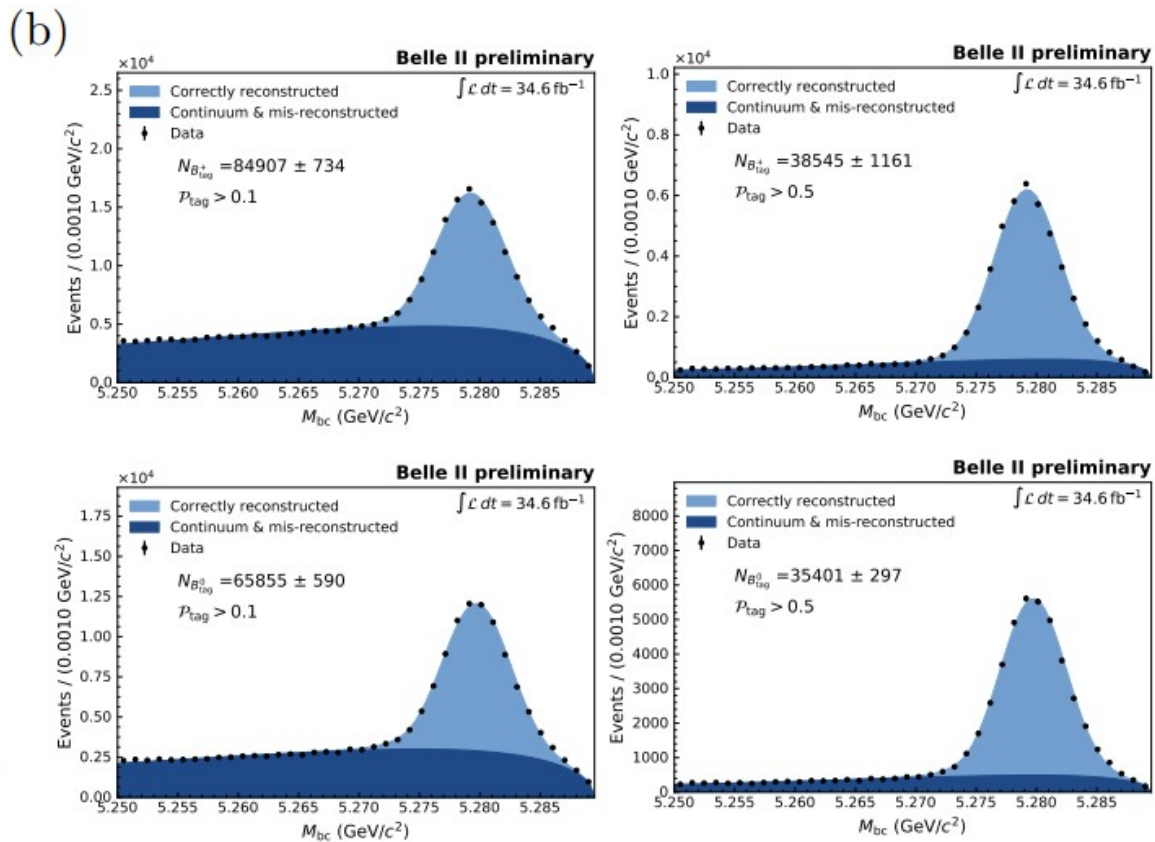 (b)
Belle II preliminary
×10⁴
∫ℒ dt = 34.6 fb⁻¹
Correctly reconstructed
Continuum & mis-reconstructed
Data
N_{B⁺_tag} =84907 ± 734
𝒫_tag > 0.1
2.5
2.0
1.5
1.0
0.5
0.0
Events / (0.0010 GeV/c²)
5.250 5.255 5.260 5.265 5.270 5.275 5.280 5.285
M_bc (GeV/c²)
Belle II preliminary
×10⁴
∫ℒ dt = 34.6 fb⁻¹
Correctly reconstructed
Continuum & mis-reconstructed
Data
N_{B⁺_tag} =38545 ± 1161
𝒫_tag > 0.5
1.0
0.8
0.6
0.4
0.2
0.0
Events / (0.0010 GeV/c²)
5.250 5.255 5.260 5.265 5.270 5.275 5.280 5.285
M_bc (GeV/c²)
Belle II preliminary
×10⁴
∫ℒ dt = 34.6 fb⁻¹
Correctly reconstructed
Continuum & mis-reconstructed
Data
N_{B⁰_tag} =65855 ± 590
𝒫_tag > 0.1
1.75
1.50
1.25
1.00
0.75
0.50
0.25
0.00
Events / (0.0010 GeV/c²)
5.250 5.255 5.260 5.265 5.270 5.275 5.280 5.285
M_bc (GeV/c²)
Belle II preliminary
∫ℒ dt = 34.6 fb⁻¹
Correctly reconstructed
Continuum & mis-reconstructed
Data
N_{B⁰_tag} =35401 ± 297
𝒫_tag > 0.5
8000
7000
6000
5000
4000
3000
2000
1000
0
Events / (0.0010 GeV/c²)
5.250 5.255 5.260 5.265 5.270 5.275 5.280 5.285
M_bc (GeV/c²)